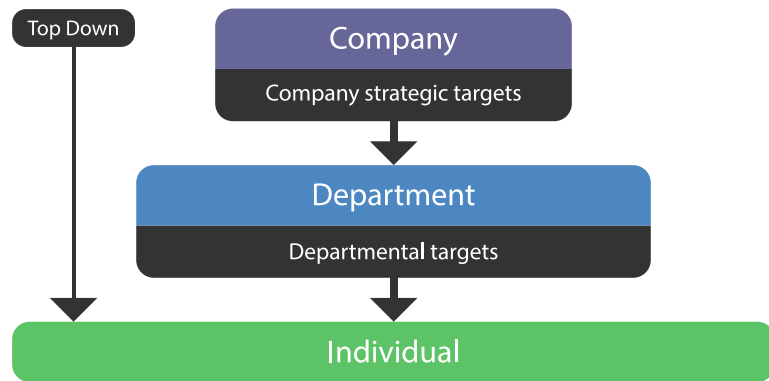 Top Down
Company
Company strategic targets
Department
Departmental targets
Individual